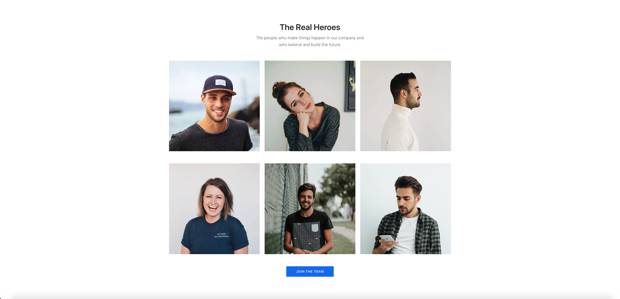 The Real Heroes
The people who make things happen in our company and
who believe and build the future.
JOIN THE TEAM